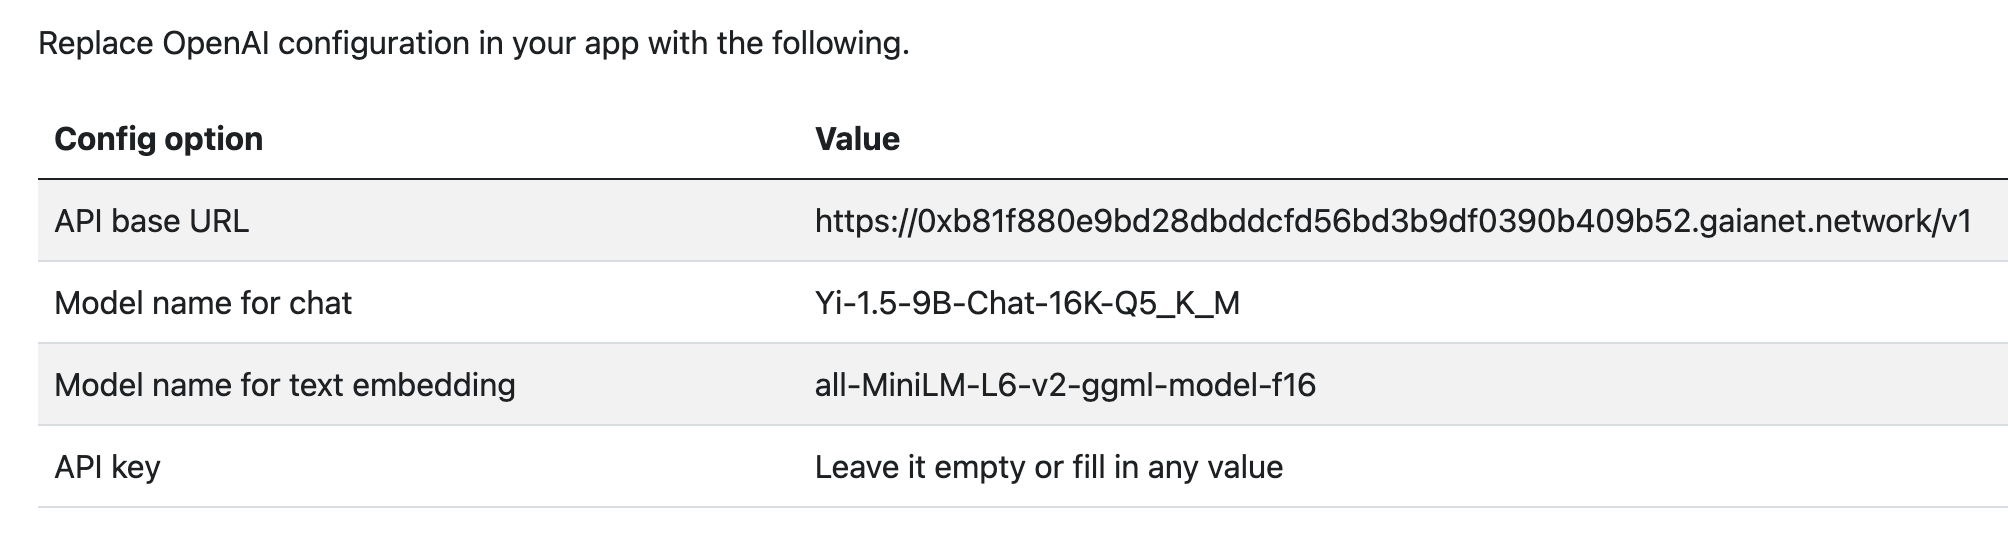 Replace OpenAI configuration in your app with the following.
Config option Value
API base URL https://0xb81f880e9bd28dbddcfd56bd3b9df0390b409b52.gaianet.network/v1
Model name for chat Yi-1.5-9B-Chat-16K-Q5_K_M
Model name for text embedding all-MiniLM-L6-v2-ggml-model-f16
API key Leave it empty or fill in any value